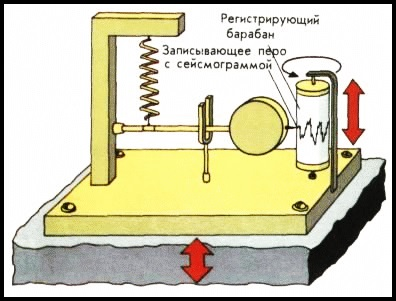 Регистрирующий
барабан
Записывающее перо
с сейсмограммой